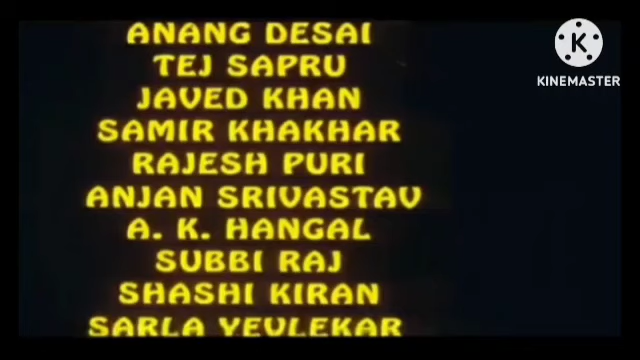 ANANG DESAI
TEJ SAPRU
JAVED KHAN
SAMIR KHAKHAR
RAJESH PURI
ANJAN SRIVASTAV
A. K. HANGAL
SUBBI RAJ
SHASHI KIRAN
SARLA YEVLEKAR
K
KINEMASTER